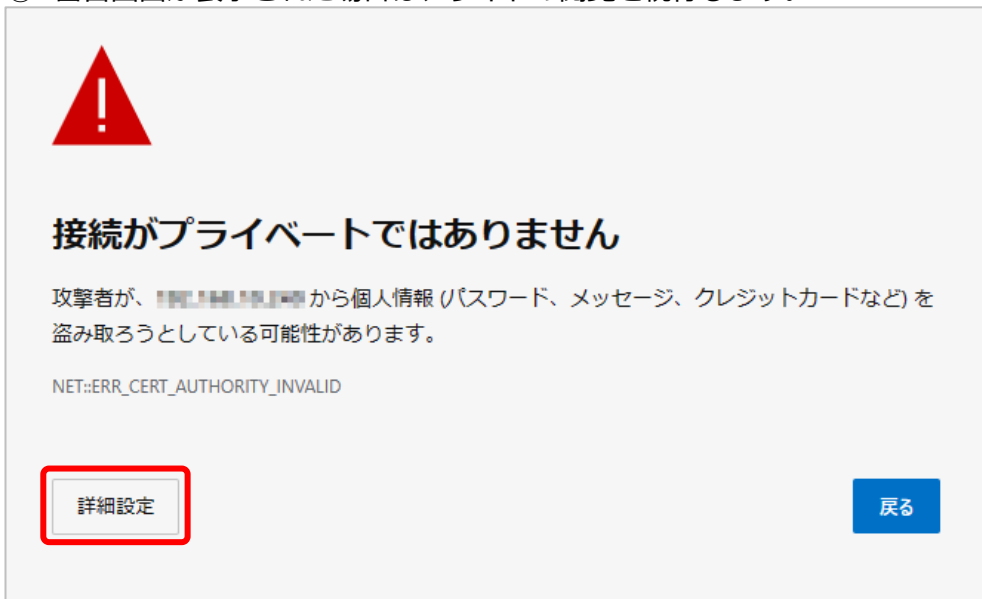 接続がプライベートではありません
攻撃者が、から個人情報 (パスワード、メッセージ、クレジットカードなど) を
盗み取ろうとしている可能性があります。
NET::ERR_CERT_AUTHORITY_INVALID
詳細設定
戻る